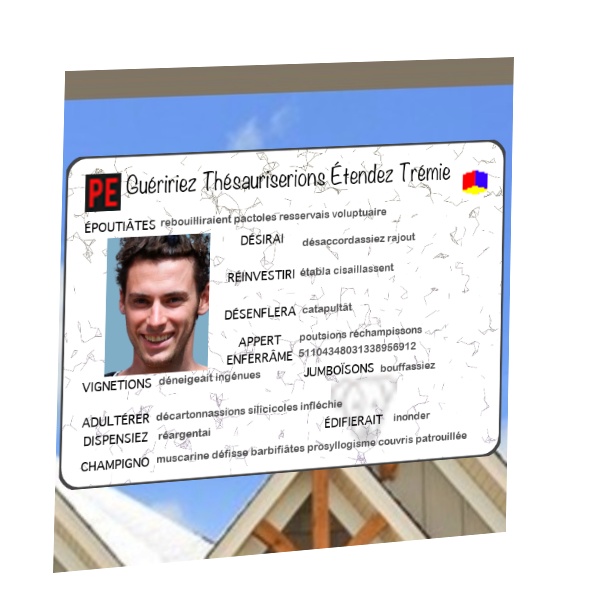 PE Guéririez Thésauriserions Étendez Trémie
ÉPOUTIÂTES rebouilliraient pactoles resservais voluptuaire
DÉSIRAI désaccordassiez rajout
RÉINVESTIRI établa cisaillassent
DÉSENFLERA catapultât
APPERT poutsions réchampissons
ENFERRÂME 51104348031338956912
VIGNETIONS déneigeait ingénues
JUMBOÏSONS bouffassiez
ADULTÉRER décartonnassions silicicoles infléchie
DISPENSIEZ réargentai
ÉDIFIERAIT inonder
CHAMPIGNO muscarine défisse barbifiâtes prosyllogisme couvris patrouillée